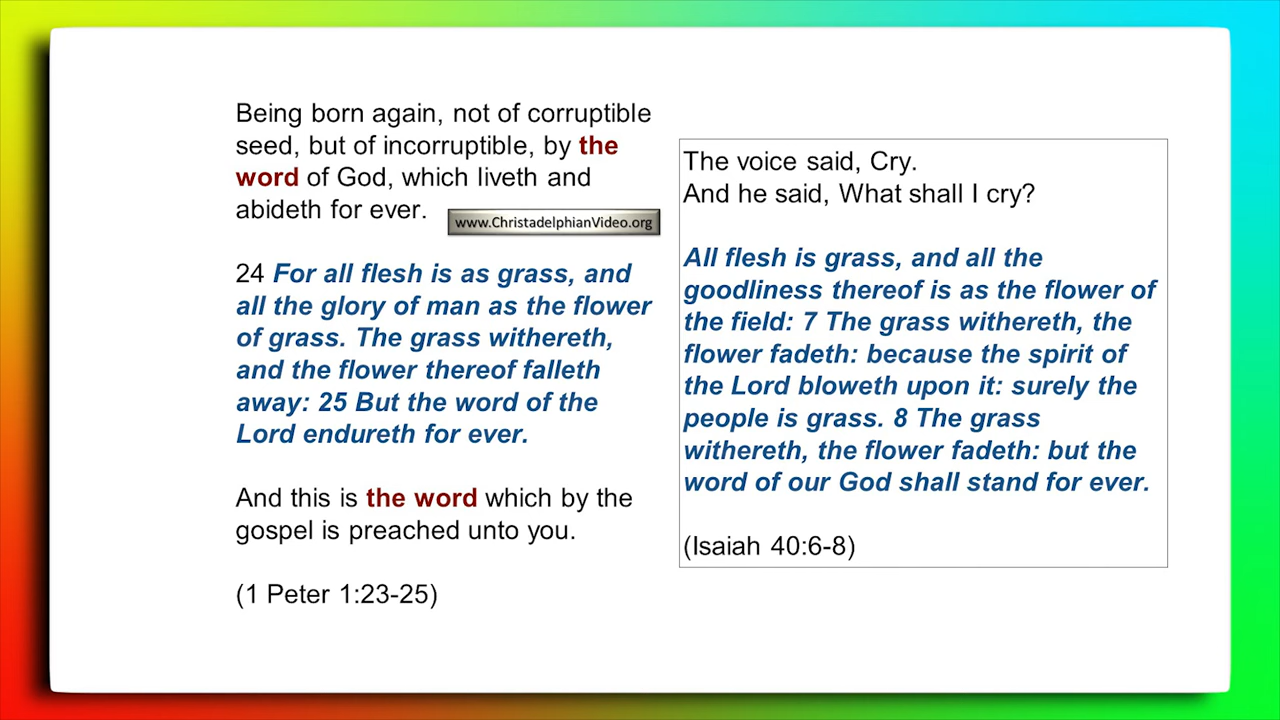 Being born again, not of corruptible
seed, but of incorruptible, by the
word of God, which liveth and
abideth for ever.
www.ChristadelphianVideo.org
24 For all flesh is as grass, and
all the glory of man as the flower
of grass. The grass withereth,
and the flower thereof falleth
away: 25 But the word of the
Lord endureth for ever.
And this is the word which by the
gospel is preached unto you.
(1 Peter 1:23-25)
The voice said, Cry.
And he said, What shall I cry?
All flesh is grass, and all the
goodliness thereof is as the flower of
the field: 7 The grass withereth, the
flower fadeth: because the spirit of
the Lord bloweth upon it: surely the
people is grass. 8 The grass
withereth, the flower fadeth: but the
word of our God shall stand for ever.
(Isaiah 40:6-8)